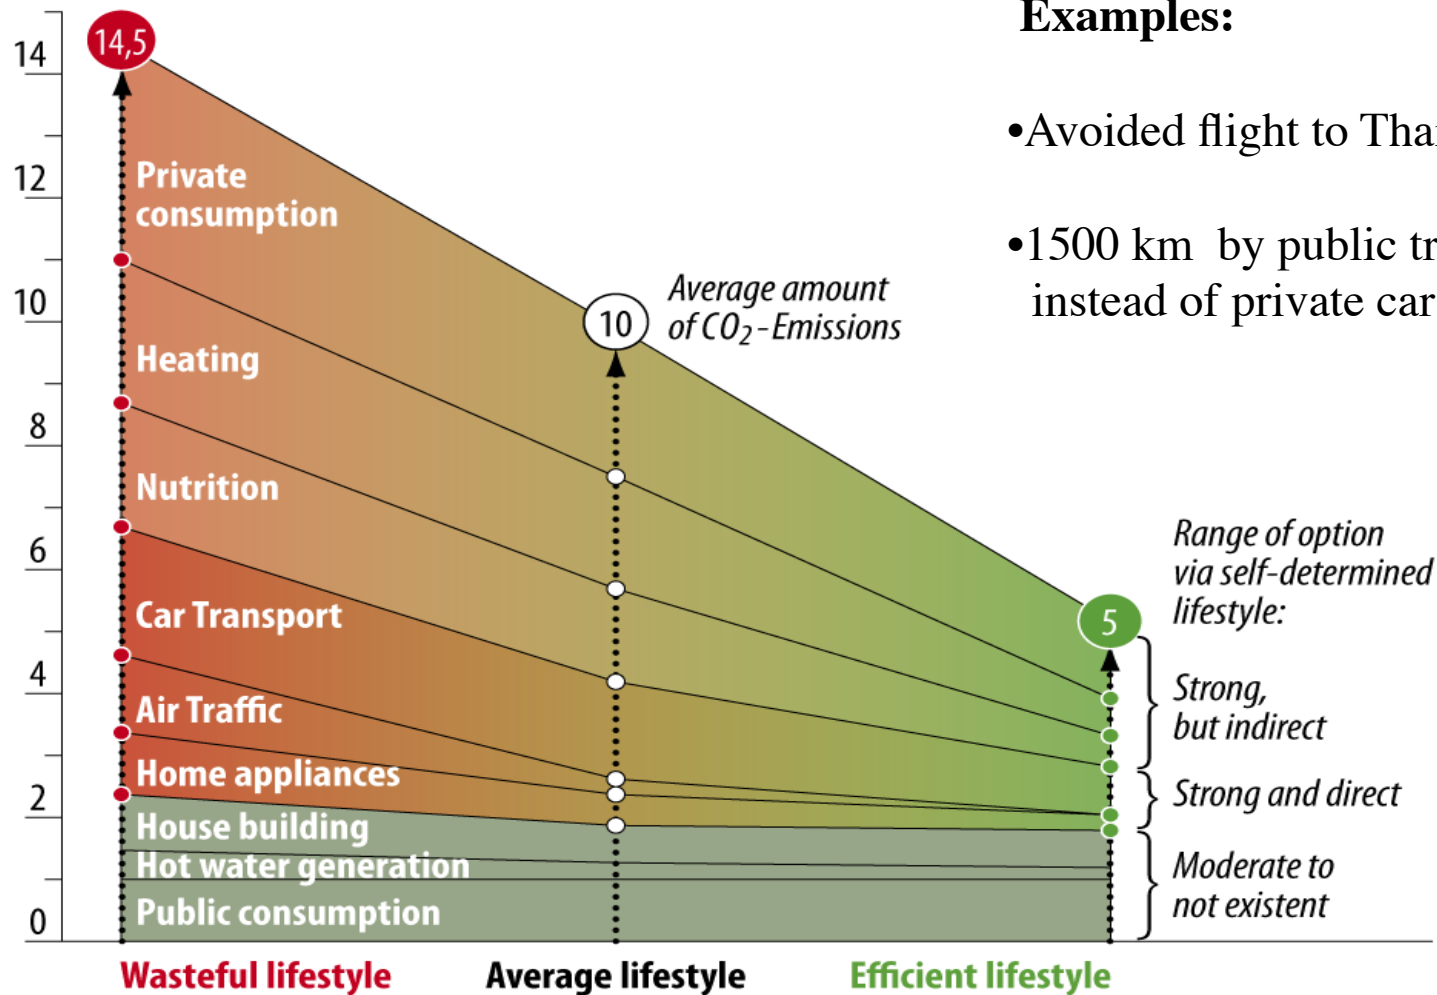 14
12
10
8
6
4
2
0
14,5
Private
consumption
Heating
Nutrition
Car Transport
Air Traffic
Home appliances
House building
Hot water generation
Public consumption
10
Average amount
of CO2-Emissions
5
Examples:
•Avoided flight to
•1500 km by public
instead of private car
Range of option
via self-determined
lifestyle:
Strong,
but indirect
Strong and direct
Moderate to
not existent
Wasteful lifestyle
Average lifestyle
Efficient lifestyle